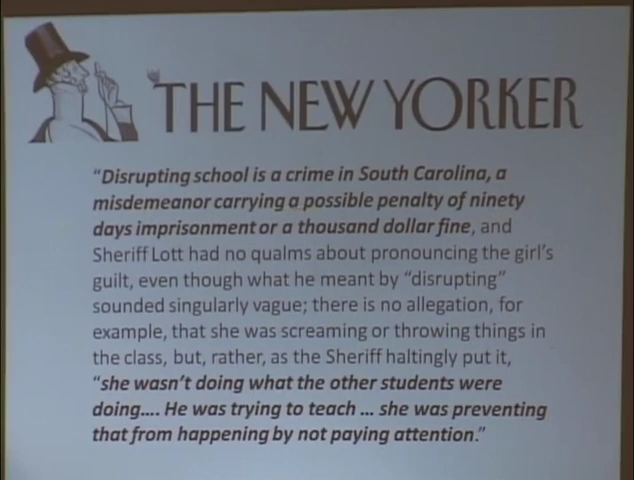 THE NEW YORKER
“Disrupting school is a crime in South Carolina, a
misdemeanor carrying a possible penalty of ninety
days imprisonment or a thousand dollar fine, and
Sheriff Lott had no qualms about pronouncing the girl’s
guilt, even though what he meant by “disrupting”
sounded singularly vague; there is no allegation, for
example, that she was screaming or throwing things in
the class, but, rather, as the Sheriff haltingly put it,
“she wasn’t doing what the other students were
doing…. He was trying to teach … she was preventing
that from happening by not paying attention.”